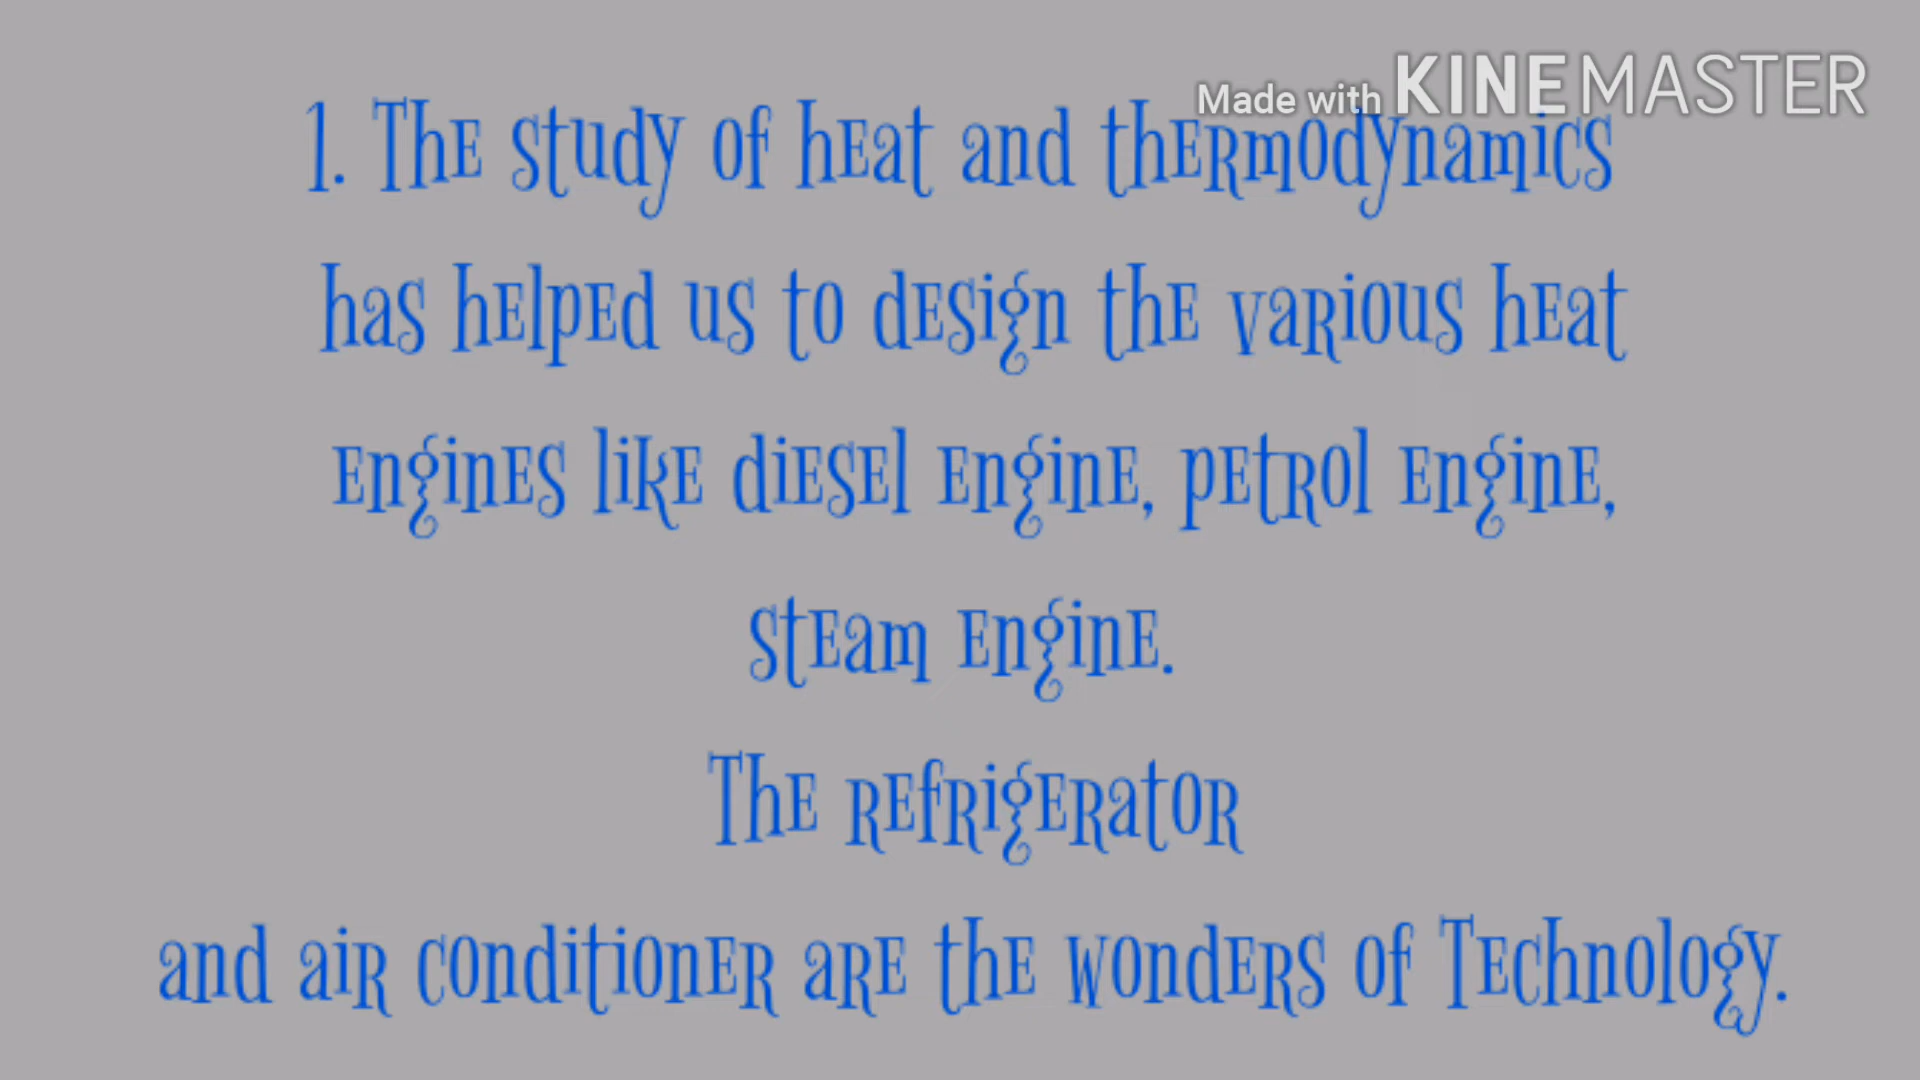 Made with KINEMASTER
1. The study of heat and thermodynamics
has helped us to design the various heat
engines like diesel engine, petrol engine,
steam engine.
The refrigerator
and air conditioner are the wonders of Technology.